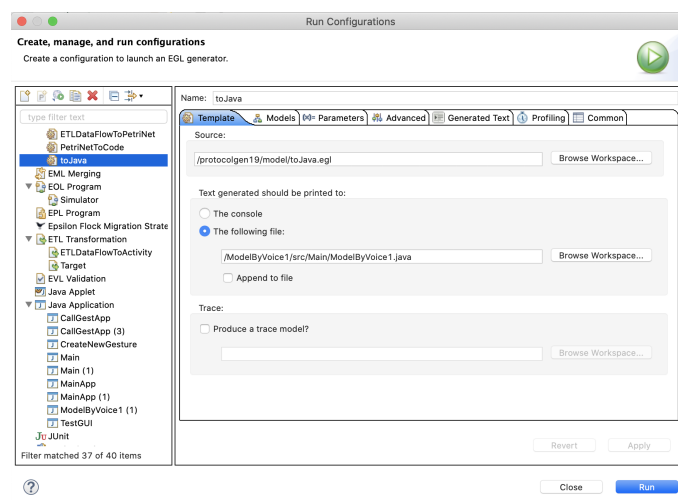 Run Configurations
Create, manage, and run configurations
Create a configuration to launch an EGL generator.
type filter text
ETLDataFlowToPetriNet
PetriNetToCode
toJava
EML Merging
EOL Program
Simulator
EPL Program
Epsilon Flock Migration Strate
ETL Transformation
ETLDataFlowToActivity
Target
EVL Validation
Java Applet
Java Application
CallGestApp
CallGestApp (3)
CreateNewGesture
Main
Main (1)
MainApp
MainApp (1)
ModelByVoice1 (1)
TestGUI
JUnit
Filter matched 37 of 40 items
Name: toJava
Template Models Parameters Advanced Generated Text Profiling Common
Source:
/protocolgen19/model/toJava.egl Browse Workspace...
Text generated should be printed to:
The console
The following file:
/ModelByVoice1/src/Main/ModelByVoice1.java Browse Workspace...
Append to file
Trace:
Produce a trace model?
Browse Workspace...
Revert Apply
Close Run